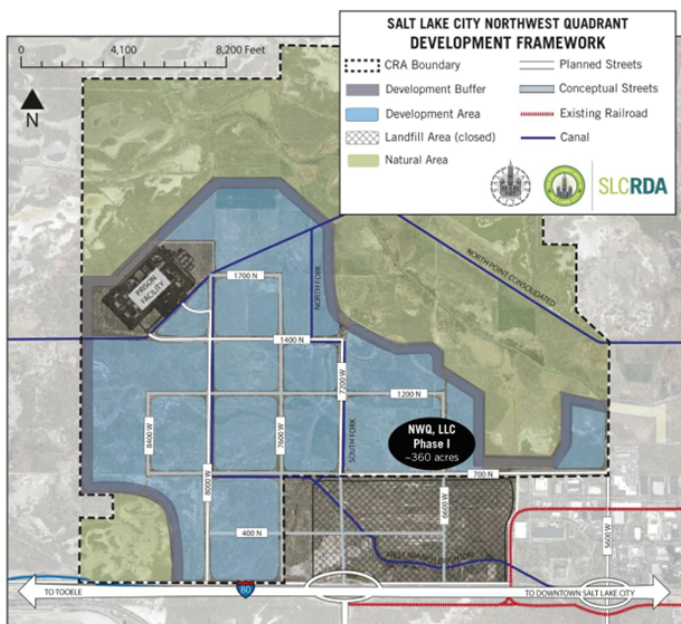 SALT LAKE CITY NORTHWEST QUADRANT
DEVELOPMENT FRAMEWORK
0 4,100 8,200 Feet
CRA Boundary
Planned Streets
Development Buffer
Conceptual Streets
Development Area
Existing Railroad
Landfill Area (closed)
Canal
Natural Area
SLCRDA
N
NORTH POINT CONSOLIDATED
PRISON
FACILITY
1700 N
NORTH FORK
1400 N
7200 W
1200 N
8400 W
7600 W
SOUTH FORK
NWQ, LLC
Phase I
~360 acres
700 N
8000 W
6600 W
400 N
5600 W
80
TO TOOELE
TO DOWNTOWN SALT LAKE CITY